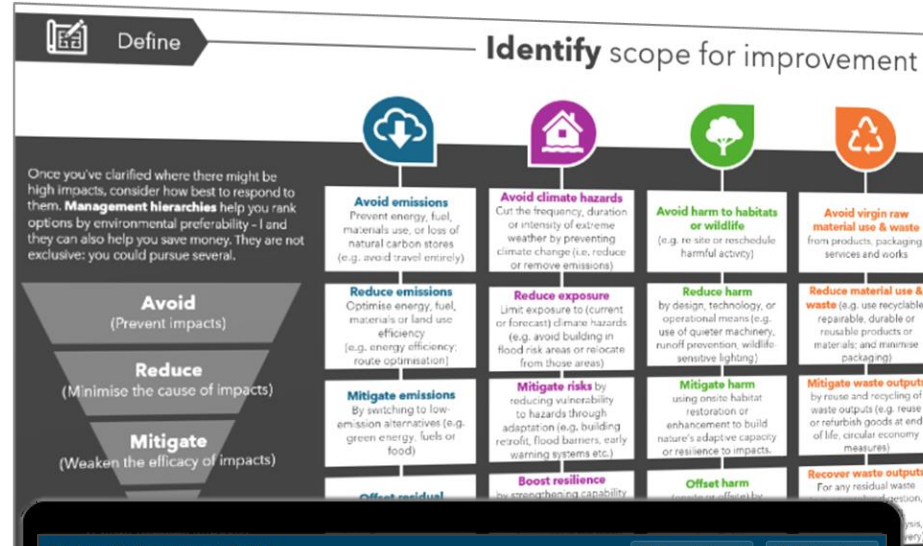 Define
Identify scope for improvement
Once you've clarified where there might be
high impacts, consider how best to respond to
them. Management hierarchies help you rank
options by environmental preferability – I and
they can also help you save money. They are not
exclusive: you could pursue several.
Avoid
(Prevent impacts)
Reduce
(Minimise the cause of impacts)
Mitigate
(Weaken the efficacy of impacts)
Avoid emissions
Prevent energy, fuel,
materials use, or loss of
natural carbon stores
(e.g. avoid travel entirely)
Reduce emissions
Optimise energy, fuel,
materials or land use
efficiency
(e.g. energy efficiency;
route optimisation)
Mitigate emissions
By switching to low-
emission alternatives (e.g.
green energy, fuels or
food)
Offset residual
Avoid climate hazards
Cut the frequency, duration
or intensity of extreme
weather by preventing
climate change (i.e, reduce
or remove emissions)
Reduce exposure
Limit exposure to (current
or forecast) climate hazards
(e.g. avoid building in
flood risk areas or relocate
from those areas)
Mitigate risks by
reducing vulnerability
to hazards through
adaptation (e.g. building
retrofit, flood barriers, early
warning systems etc.)
Boost resilience
by strengthening capability
Avoid harm to habitats
or wildlife
(e.g. re-site or reschedule
harmful activity)
Reduce harm
by design, technology, or
operational means (e.g.
use of quieter machinery,
runoff prevention, wildlife-
sensitive lighting)
Mitigate harm
using onsite habitat
restoration or
enhancement to build
nature's adaptive capacity
or resilience to impacts.
Offset harm
(onsite or offsite) by
Avoid virgin raw
material use & waste
from products, packaging,
services and works
Reduce material use &
waste (e.g. use recyclable,
repairable, durable or
reusable products or
materials; and minimise
packaging)
Mitigate waste outputs
by reuse and recycling of
waste outputs (e.g. reuse
or refurbish goods at end
of life, circular economy
measures)
Recover waste outputs
For any residual waste